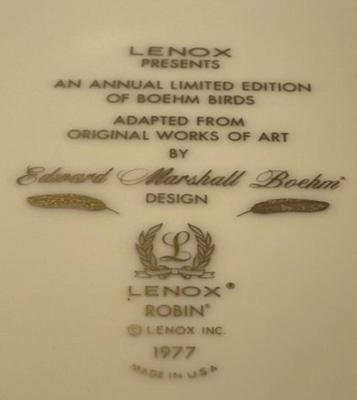 LENOX
PRESENTS
AN ANNUAL LIMITED EDITION
OF BOEHM BIRDS
ADAPTED FROM
ORIGINAL WORKS OF ART
BY
Edward Marshall Boehm®
DESIGN
L
LENOX®
ROBIN®
© LENOX INC.
1977
MADE IN USA